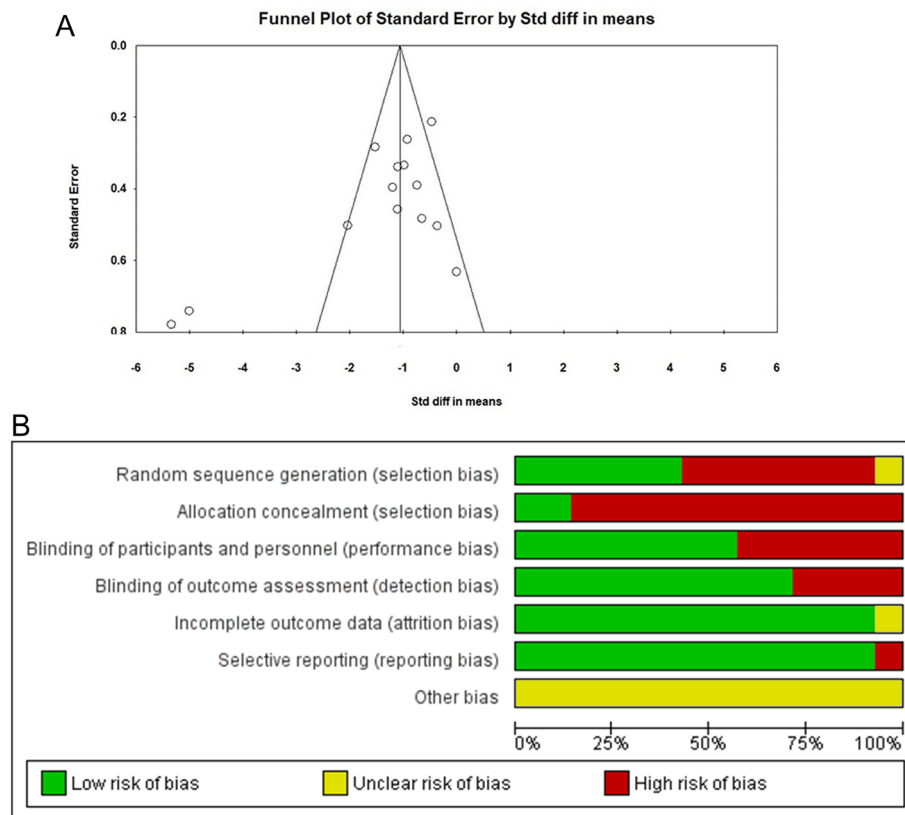 A
Funnel Plot of Standard Error by Std diff in means
0.0
0.2
0.4
0.6
0.8
Standard Error
-6 -5 -4 -3 -2 -1 0 1 2 3 4 5 6
Std diff in means
B
Random sequence generation (selection bias)
Allocation concealment (selection bias)
Blinding of participants and personnel (performance bias)
Blinding of outcome assessment (detection bias)
Incomplete outcome data (attrition bias)
Selective reporting (reporting bias)
Other bias
0% 25% 50% 75% 100%
Low risk of bias Unclear risk of bias High risk of bias